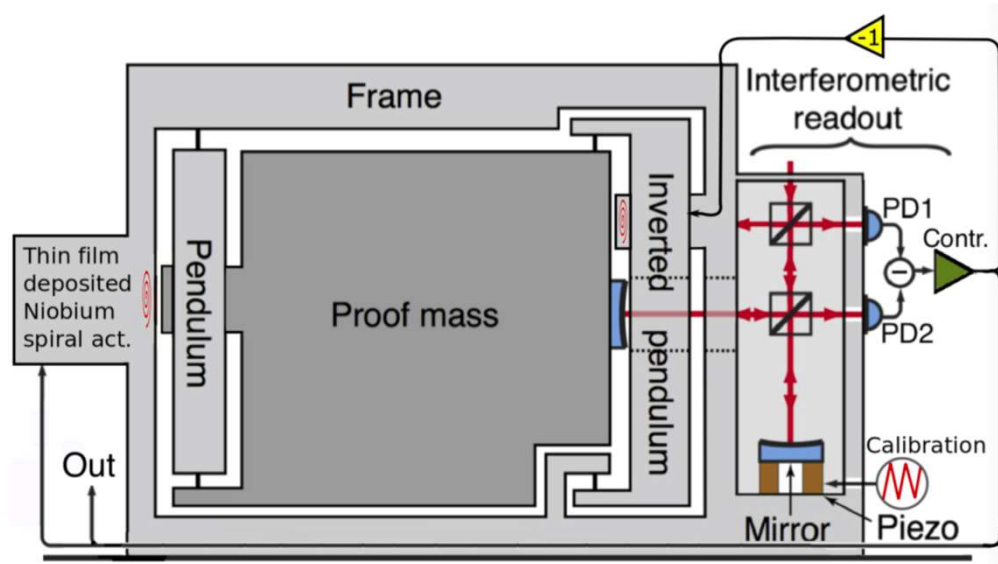 -1
Frame
Interferometric
readout
PD1
Contr.
Thin film
deposited
Niobium
spiral act.
Pendulum
Proof mass
Inverted pendulum
PD2
Out
Calibration
Mirror
Piezo